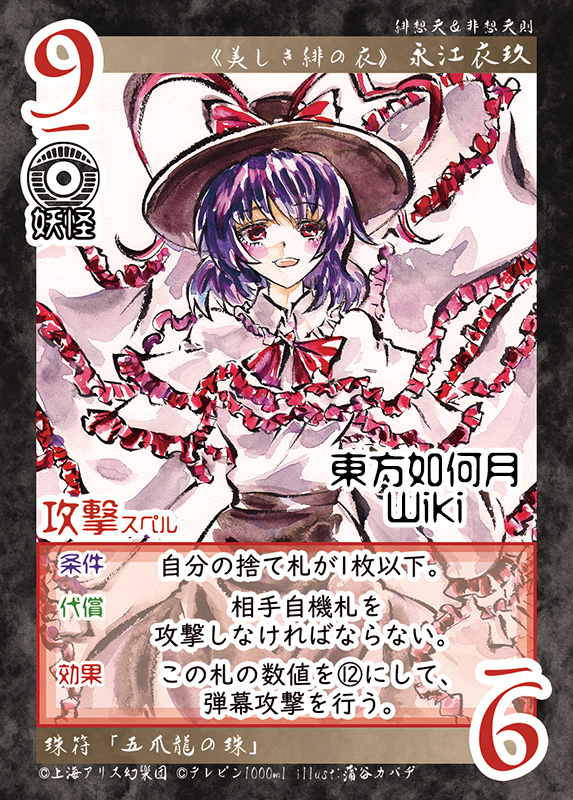 緋想天&非想天則
《美しき緋の衣》 永江衣玖
9
妖怪
東方如何月
Wiki
攻撃スペル
条件 自分の捨て札が1枚以下。
代償 相手自機札を
攻撃しなければならない。
効果 この札の数値を⑫にして、
弾幕攻撃を行う。
9
珠符「五爪龍の珠」
©上海アリス幻樂団 ©テレピン1000ml illust:蒲谷カバヂ